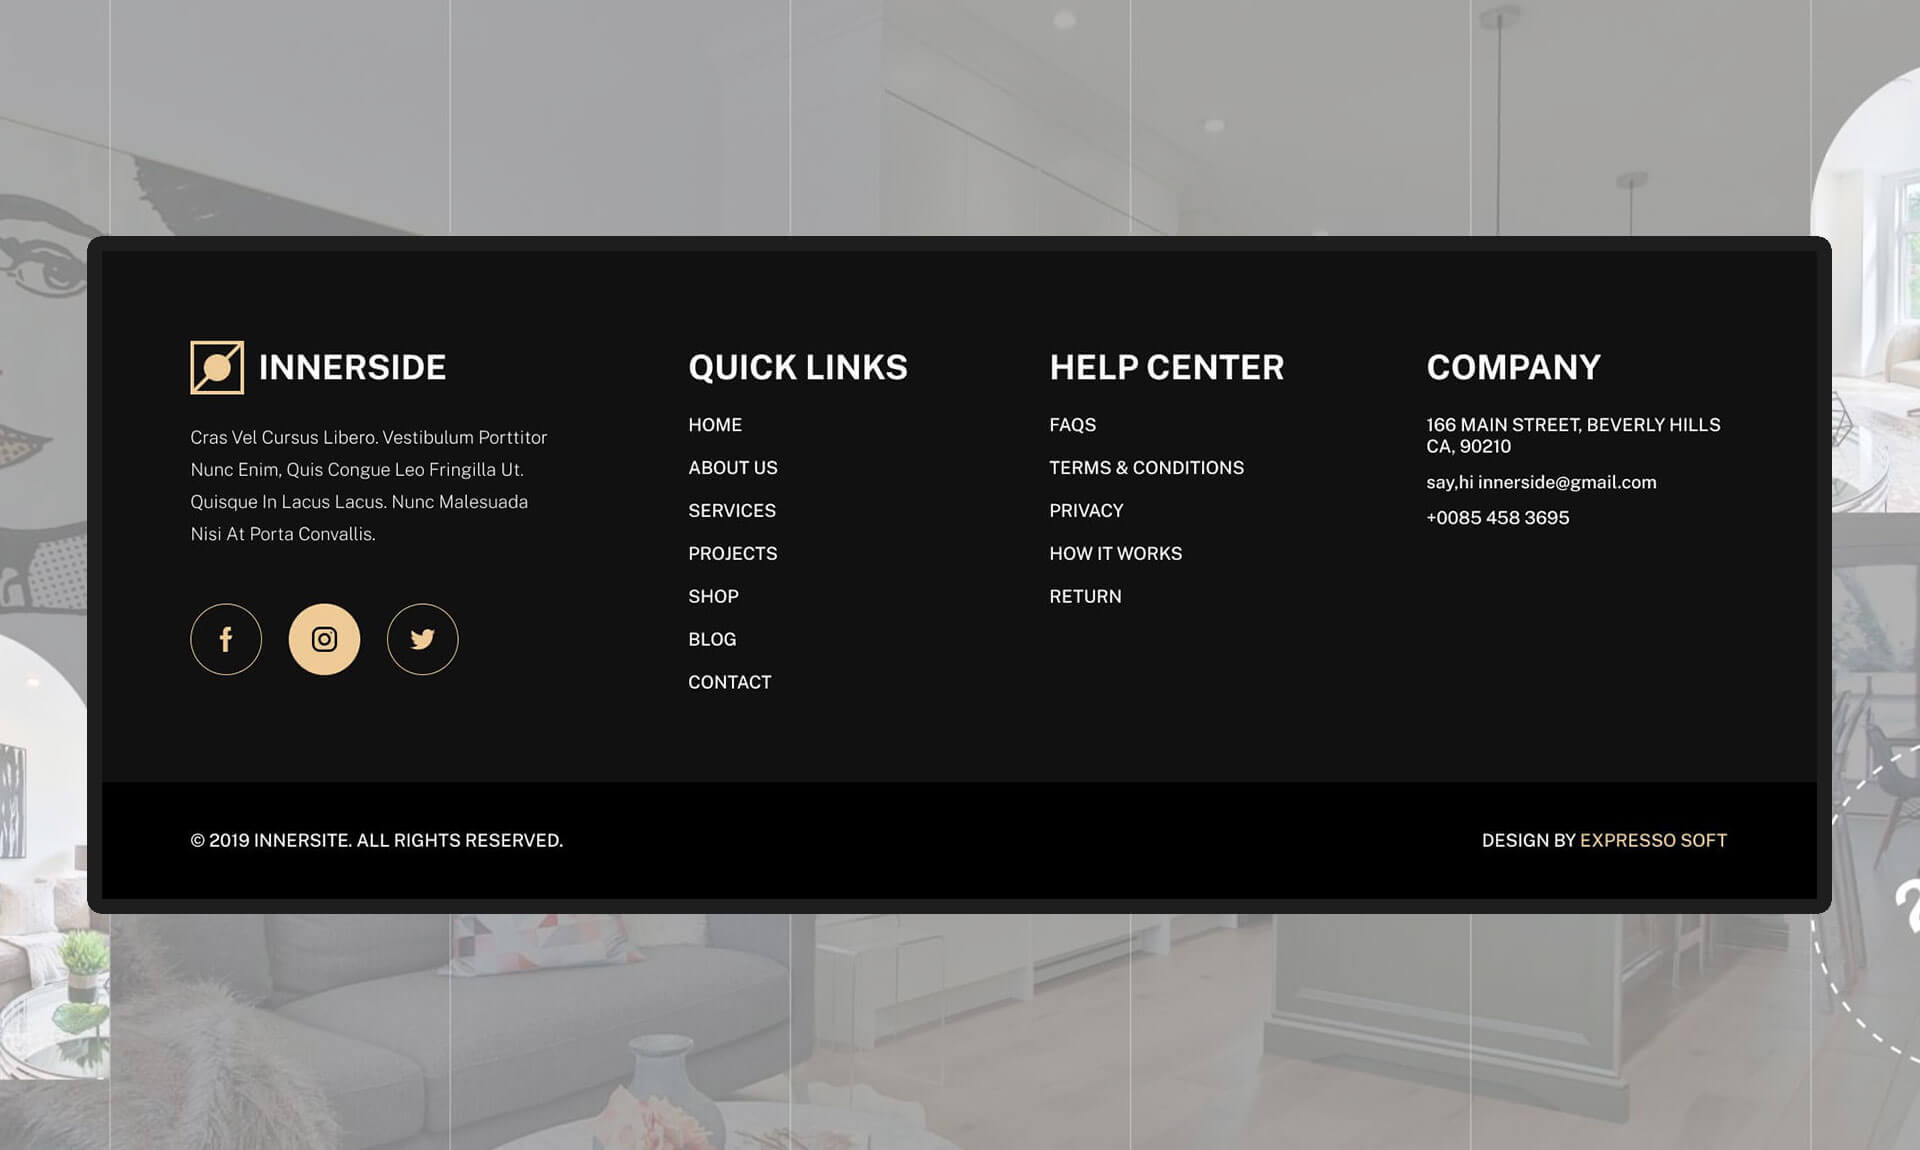 INNERSIDE
Cras Vel Cursus Libero. Vestibulum Porttitor
Nunc Enim, Quis Congue Leo Fringilla Ut.
Quisque In Lacus Lacus. Nunc Malesuada
Nisi At Porta Convallis.
QUICK LINKS
HOME
ABOUT US
SERVICES
PROJECTS
SHOP
BLOG
CONTACT
HELP CENTER
FAQS
TERMS & CONDITIONS
PRIVACY
HOW IT WORKS
RETURN
COMPANY
166 MAIN STREET, BEVERLY HILLS
CA, 90210
say,hi innerside@gmail.com
+0085 458 3695
© 2019 INNERSITE. ALL RIGHTS RESERVED.
DESIGN BY EXPRESSO SOFT